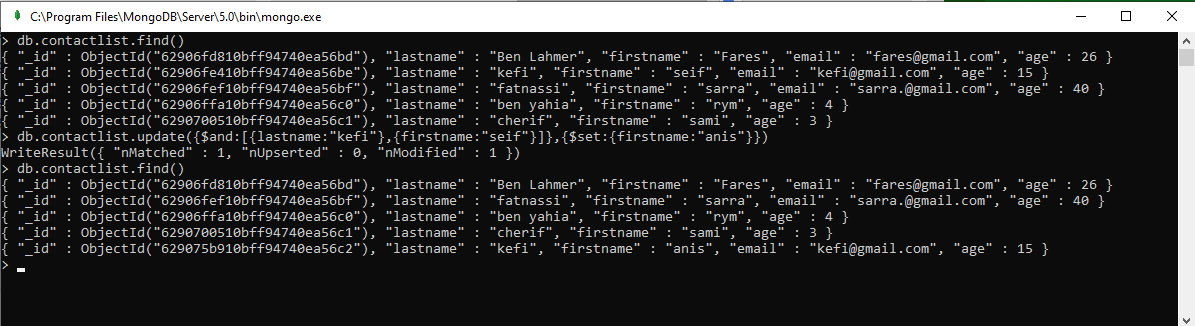 C:\Program Files\MongoDB\Server\5.0\bin\mongo.exe
> db.contactlist.find()
{ "_id" : ObjectId("62906fd810bff94740ea56bd"), "lastname" : "Ben Lahmer", "firstname" : "Fares", "email" : "fares@gmail.com", "age" : 26 }
{ "_id" : ObjectId("62906fe410bff94740ea56be"), "lastname" : "kefi", "firstname" : "seif", "email" : "kefi@gmail.com", "age" : 15 }
{ "_id" : ObjectId("62906fef10bff94740ea56bf"), "lastname" : "fatnassi", "firstname" : "sarra", "email" : "sarra.@gmail.com", "age" : 40 }
{ "_id" : ObjectId("62906ffa10bff94740ea56c0"), "lastname" : "ben yahia", "firstname" : "rym", "age" : 4 }
{ "_id" : ObjectId("6290700510bff94740ea56c1"), "lastname" : "cherif", "firstname" : "sami", "age" : 3 }
> db.contactlist.update({$and:[{lastname:"kefi"},{firstname:"seif"}]},{$set:{firstname:"anis"}})
WriteResult({ "nMatched" : 1, "nUpserted" : 0, "nModified" : 1 })
> db.contactlist.find()
{ "_id" : ObjectId("62906fd810bff94740ea56bd"), "lastname" : "Ben Lahmer", "firstname" : "Fares", "email" : "fares@gmail.com", "age" : 26 }
{ "_id" : ObjectId("62906fef10bff94740ea56bf"), "lastname" : "fatnassi", "firstname" : "sarra", "email" : "sarra.@gmail.com", "age" : 40 }
{ "_id" : ObjectId("62906ffa10bff94740ea56c0"), "lastname" : "ben yahia", "firstname" : "rym", "age" : 4 }
{ "_id" : ObjectId("6290700510bff94740ea56c1"), "lastname" : "cherif", "firstname" : "sami", "age" : 3 }
{ "_id" : ObjectId("629075b910bff94740ea56c2"), "lastname" : "kefi", "firstname" : "anis", "email" : "kefi@gmail.com", "age" : 15 }
>